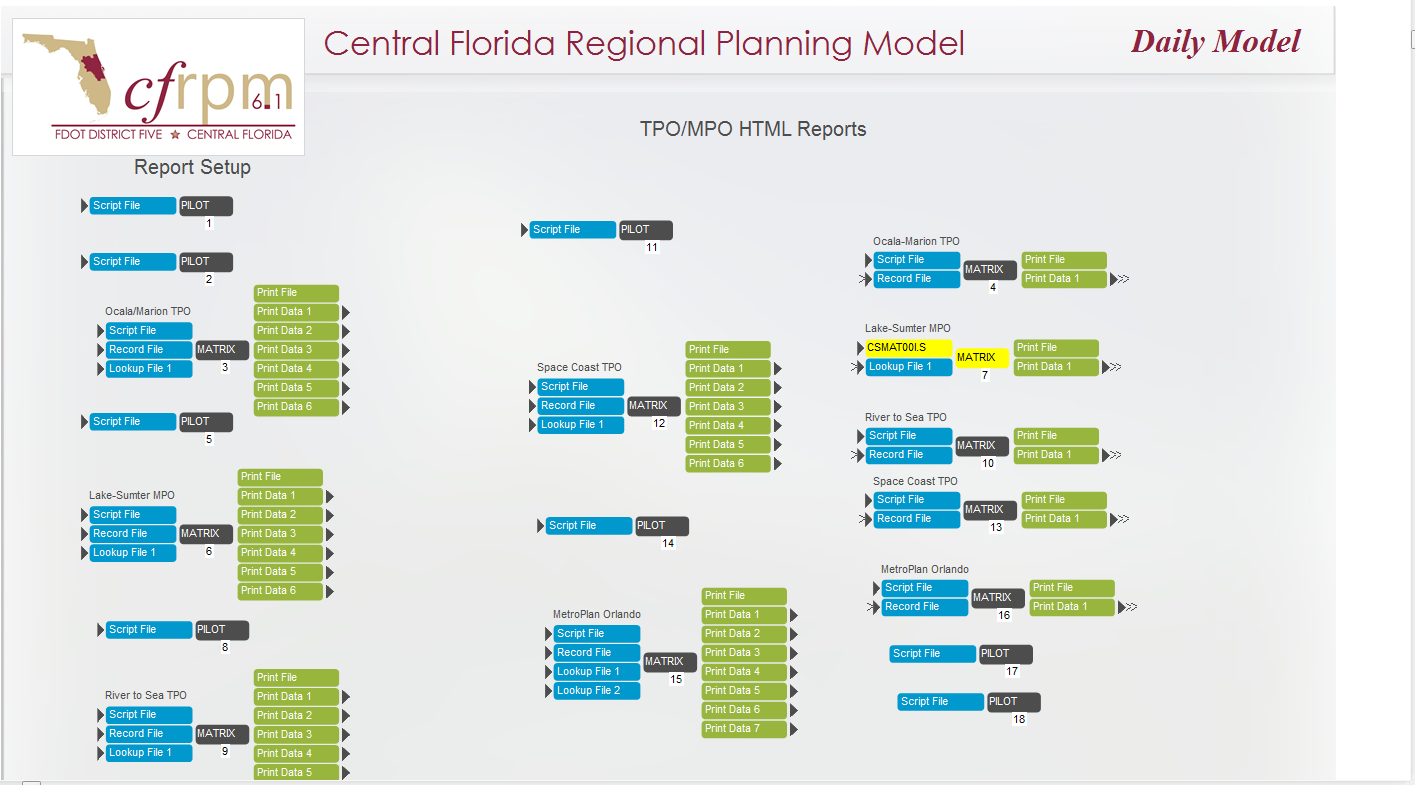 Central Florida Regional Planning Model
Daily Model
cfrpm
6.1
FDOT DISTRICT FIVE ★ CENTRAL FLORIDA
TPO/MPO HTML Reports
Report Setup
Script File
PILOT
1
Script File
PILOT
2
Ocala/Marion TPO
Script File
Record File
Lookup File 1
MATRIX
3
Print File
Print Data 1
Print Data 2
Print Data 3
Print Data 4
Print Data 5
Print Data 6
Script File
PILOT
5
Lake-Sumter MPO
Script File
Record File
Lookup File 1
MATRIX
6
Print File
Print Data 1
Print Data 2
Print Data 3
Print Data 4
Print Data 5
Print Data 6
Script File
PILOT
8
River to Sea TPO
Script File
Record File
Lookup File 1
MATRIX
9
Print File
Print Data 1
Print Data 2
Print Data 3
Print Data 4
Print Data 5
Script File
PILOT
11
Space Coast TPO
Script File
Record File
Lookup File 1
MATRIX
12
Print File
Print Data 1
Print Data 2
Print Data 3
Print Data 4
Print Data 5
Print Data 6
Script File
PILOT
14
MetroPlan Orlando
Script File
Record File
Lookup File 1
Lookup File 2
MATRIX
15
Print File
Print Data 1
Print Data 2
Print Data 3
Print Data 4
Print Data 5
Print Data 6
Print Data 7
Ocala-Marion TPO
Script File
Record File
MATRIX
4
Print File
Print Data 1
Lake-Sumter MPO
CSMAT00I.S
Lookup File 1
MATRIX
7
Print File
Print Data 1
River to Sea TPO
Script File
Record File
MATRIX
10
Print File
Print Data 1
Space Coast TPO
Script File
Record File
MATRIX
13
Print File
Print Data 1
MetroPlan Orlando
Script File
Record File
MATRIX
16
Print File
Print Data 1
Script File
PILOT
17
Script File
PILOT
18